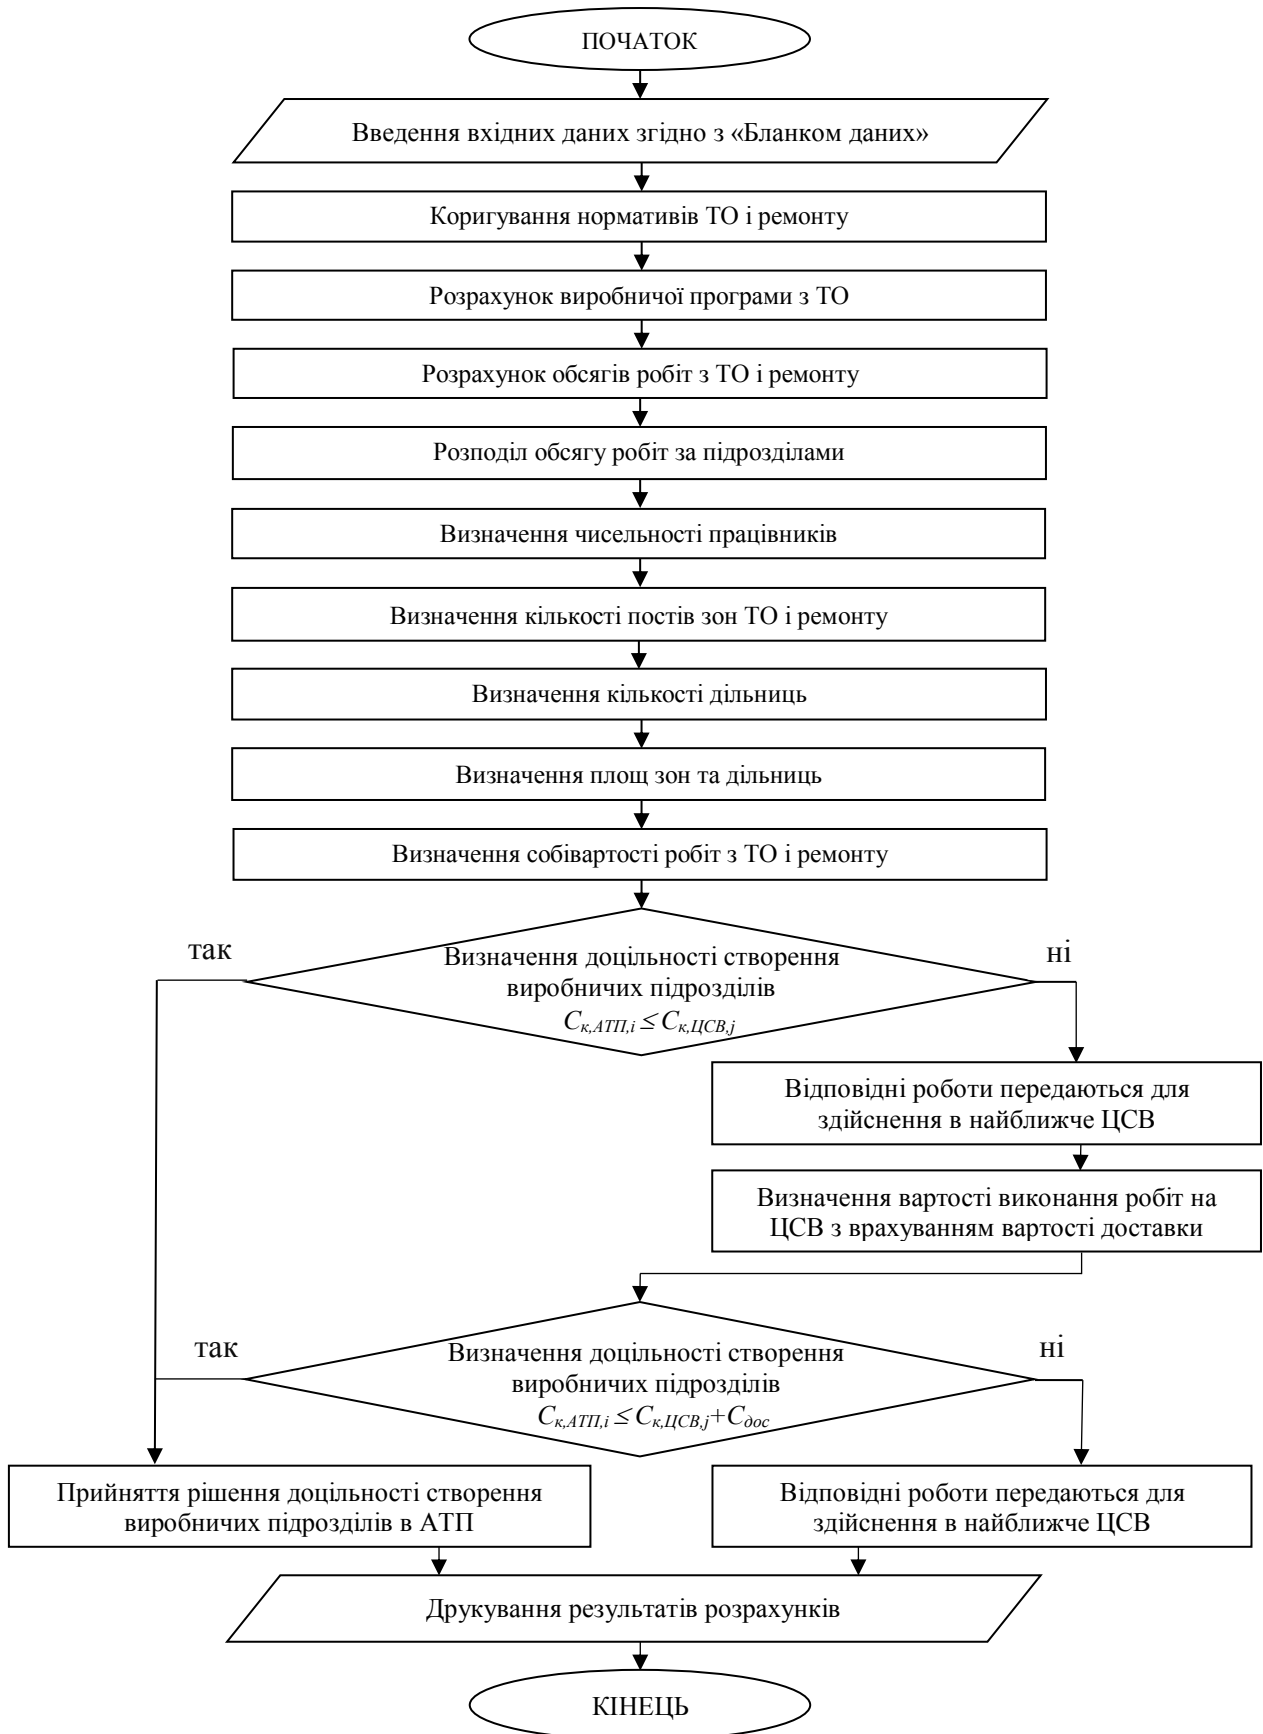 ПОЧАТОК
Введення вхідних даних згідно з «Бланком даних»
Коригування нормативів ТО і ремонту
Розрахунок виробничої програми з ТО
Розрахунок обсягів робіт з ТО і ремонту
Розподіл обсягу робіт за підрозділами
Визначення чисельності працівників
Визначення кількості постів зон ТО і ремонту
Визначення кількості дільниць
Визначення площ зон та дільниць
Визначення собівартості робіт з ТО і ремонту
так
ні
Визначення доцільності створення
виробничих підрозділів
Cк,АТП,i ≤ Cк,ЦСВ,j
Відповідні роботи передаються для
здійснення в найближче ЦСВ
Визначення вартості виконання робіт на
ЦСВ з врахуванням вартості доставки
так
ні
Визначення доцільності створення
виробничих підрозділів
Cк,АТП,i ≤ Cк,ЦСВ,j+Cдос
Прийняття рішення доцільності створення
виробничих підрозділів в АТП
Відповідні роботи передаються для
здійснення в найближче ЦСВ
Друкування результатів розрахунків
КІНЕЦЬ